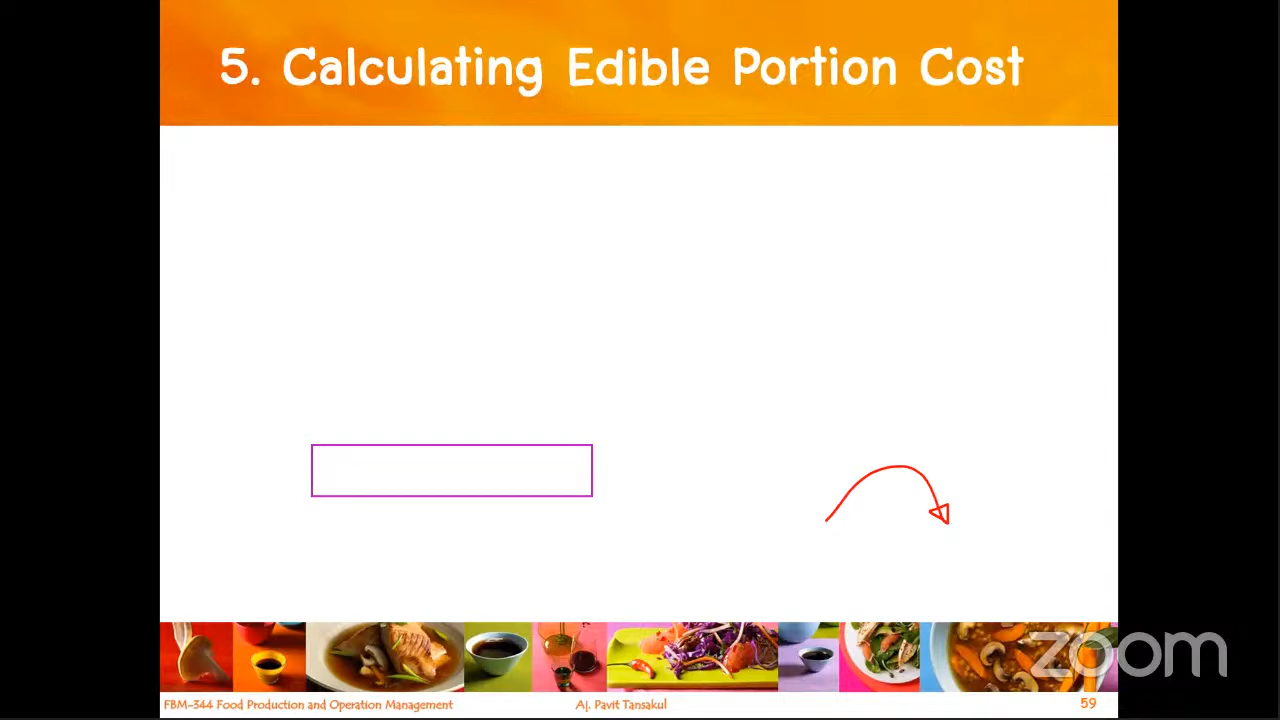 5. Calculating Edible Portion Cost
zoom
FBM-344 Food Production and Operation Management
Aj. Pavit Tansakul
59